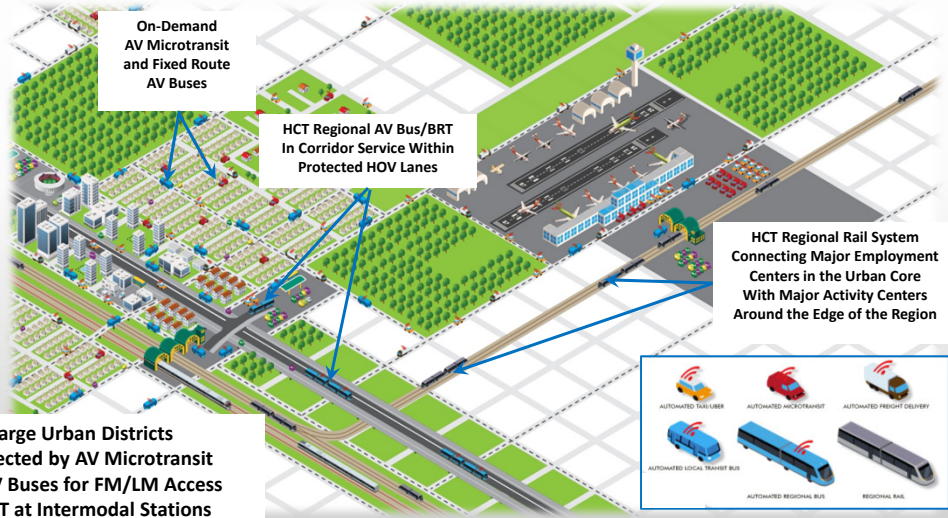 On-Demand
AV Microtransit
and Fixed Route
AV Buses
HCT Regional AV Bus/BRT
In Corridor Service Within
Protected HOV Lanes
HCT Regional Rail System
Connecting Major Employment
Centers in the Urban Core
With Major Activity Centers
Around the Edge of the Region
arge Urban Districts
ected by AV Microtransit
Buses for FM/LM Access
T at Intermodal Stations
AUTOMATED TAXI/UBER
AUTOMATED MICROTRANSIT
AUTOMATED FREIGHT DELIVERY
AUTOMATED LOCAL TRANSIT BUS
AUTOMATED REGIONAL BUS
REGIONAL RAIL